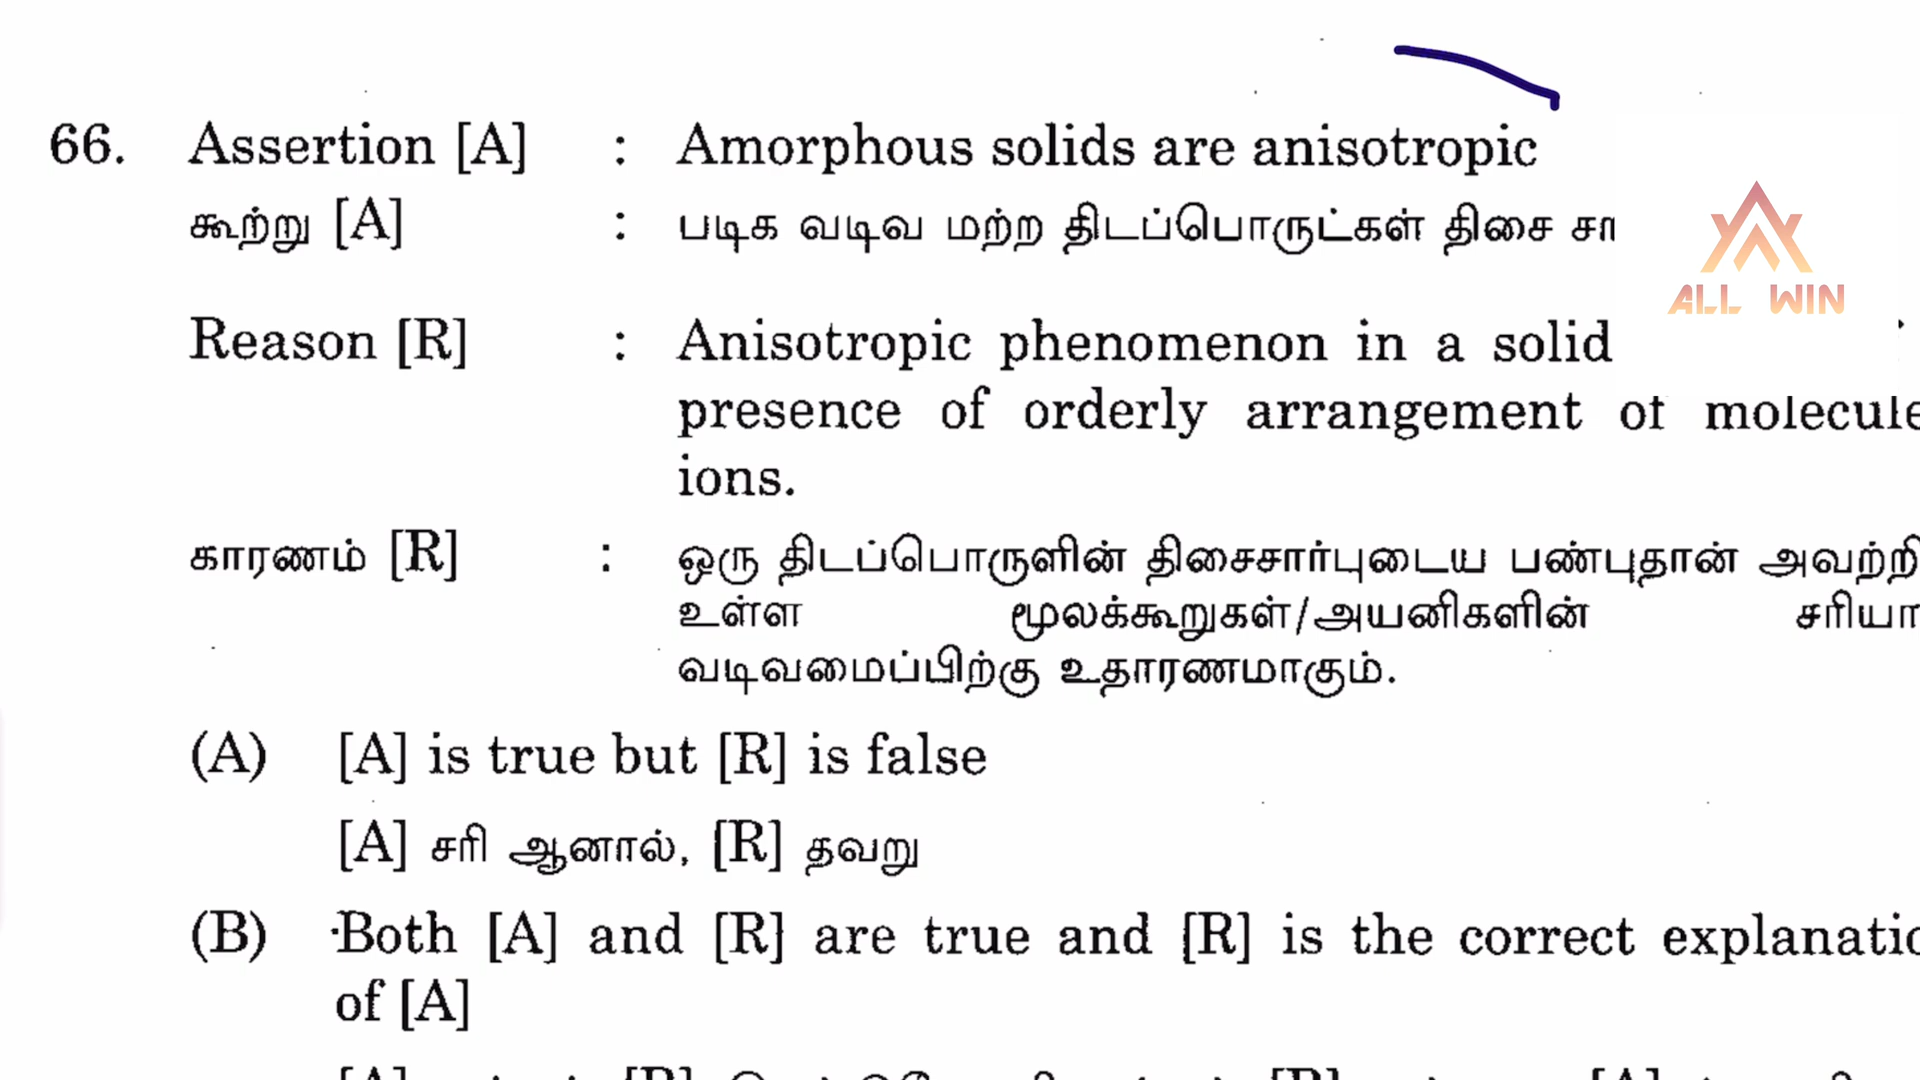 66. Assertion [A] : Amorphous solids are anisotropic
கூற்று [A] : படிக வடிவ மற்ற திடப்பொருட்கள் திசை
ALL WIN
Reason [R] : Anisotropic phenomenon in a solid
presence of orderly arrangement of
ions.
காரணம் [R] : ஒரு திடப்பொருளின் திசைசார்புடைய பண்புதான்
உள்ள மூலக்கூறுகள்/அயனிகளின்
வடிவமைப்பிற்கு உதாரணமாகும்.
(A) [A] is true but [R] is false
[A] சரி ஆனால், [R] தவறு
(B) Both [A] and [R] are true and [R] is the correct
of [A]